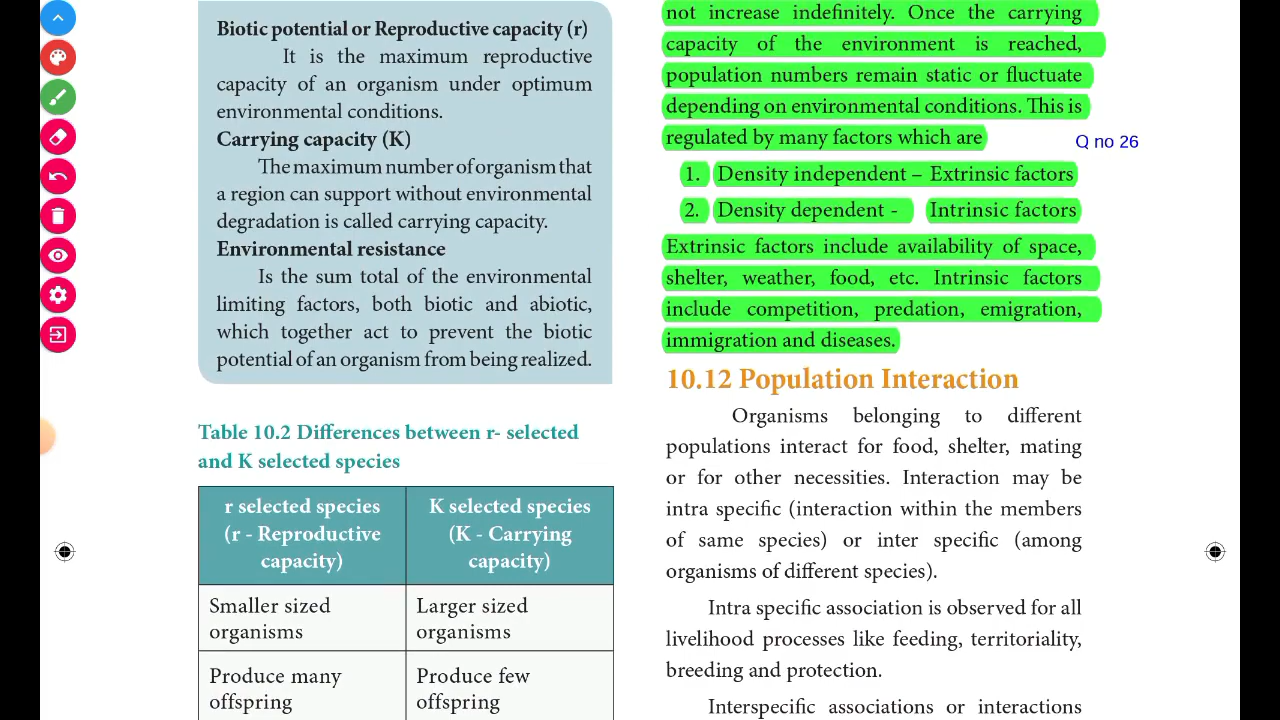 Biotic potential or Reproductive capacity (r)
It is the maximum reproductive
capacity of an organism under optimum
environmental conditions.
Carrying capacity (K)
The maximum number of organism that
a region can support without environmental
degradation is called carrying capacity.
Environmental resistance
Is the sum total of the environmental
limiting factors, both biotic and abiotic,
which together act to prevent the biotic
potential of an organism from being realized.
Table 10.2 Differences between r- selected
and K selected species
r selected species
(r - Reproductive
capacity)
K selected species
(K - Carrying
capacity)
Smaller sized
organisms
Larger sized
organisms
Produce many
offspring
Produce few
offspring
not increase indefinitely. Once the carrying
capacity of the environment is reached,
population numbers remain static or fluctuate
depending on environmental conditions. This is
regulated by many factors which are
Q no 26
1. Density independent – Extrinsic factors
2. Density dependent - Intrinsic factors
Extrinsic factors include availability of space,
shelter, weather, food, etc. Intrinsic factors
include competition, predation, emigration,
immigration and diseases.
10.12 Population Interaction
Organisms belonging to different
populations interact for food, shelter, mating
or for other necessities. Interaction may be
intra specific (interaction within the members
of same species) or inter specific (among
organisms of different species).
Intra specific association is observed for all
livelihood processes like feeding, territoriality,
breeding and protection.
Interspecific associations or interactions